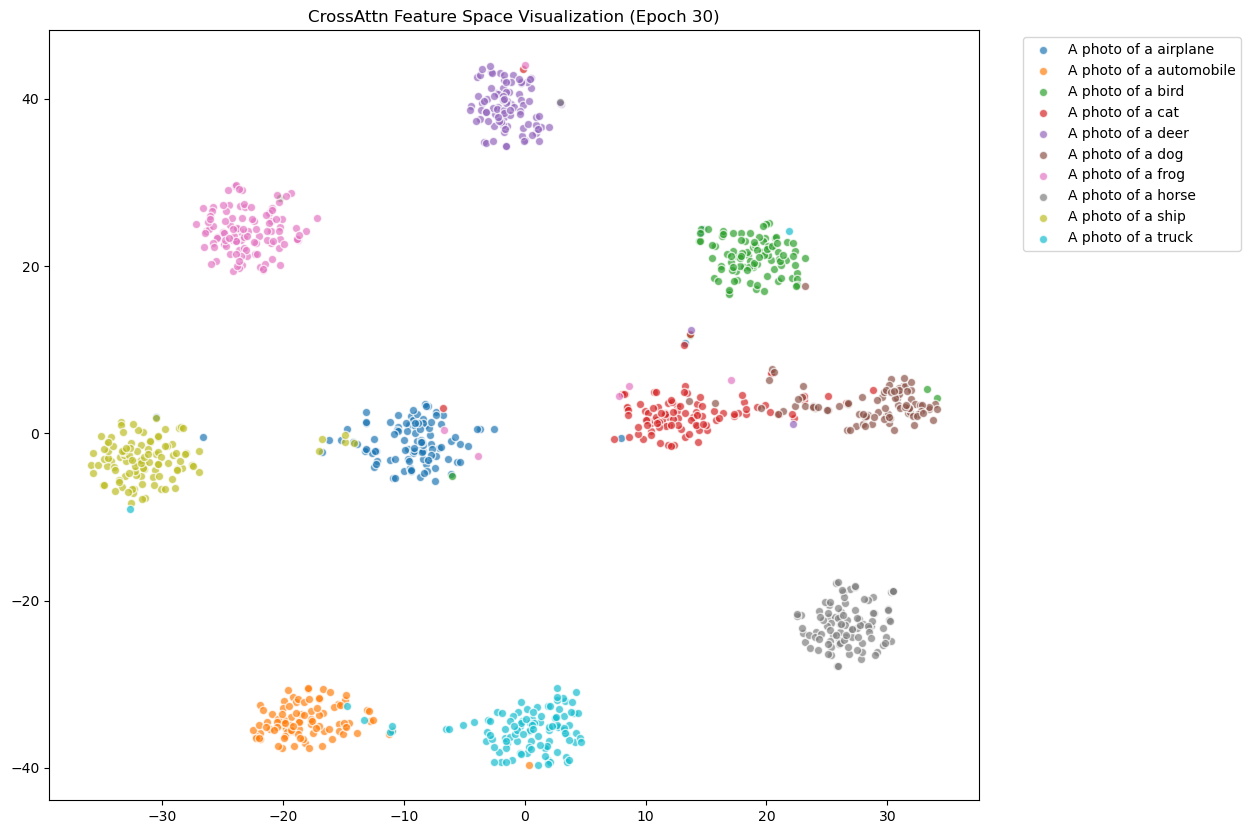 CrossAttn Feature Space Visualization (Epoch 30)
A photo of a airplane
A photo of a automobile
A photo of a bird
A photo of a cat
A photo of a deer
A photo of a dog
A photo of a frog
A photo of a horse
A photo of a ship
A photo of a truck
40
20
0
−20
−40
−30
−20
−10
0
10
20
30